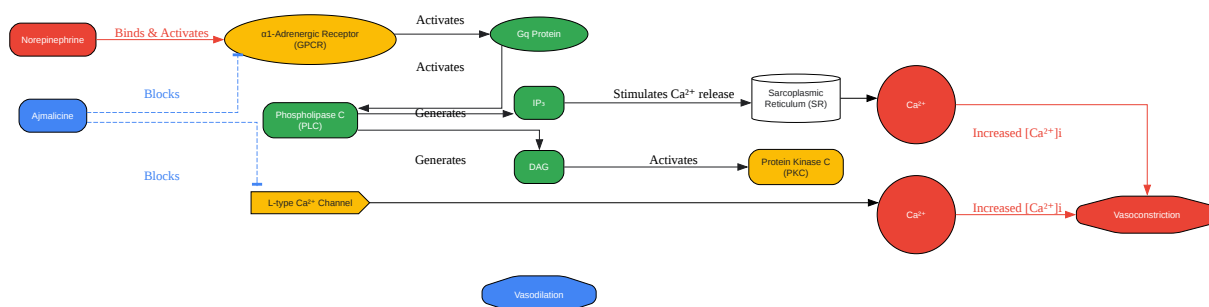 Activates
Norepinephrine
Binds & Activates
α1-Adrenergic Receptor
(GPCR)
Gq Protein
Activates
Blocks
Ajmalicine
Phospholipase C
(PLC)
Generates
IP₃
Stimulates Ca²⁺ release
Sarcoplasmic
Reticulum (SR)
Ca²⁺
Increased [Ca²⁺]i
Generates
DAG
Activates
Protein Kinase C
(PKC)
Blocks
L-type Ca²⁺ Channel
Ca²⁺
Increased [Ca²⁺]i
Vasoconstriction
Vasodilation